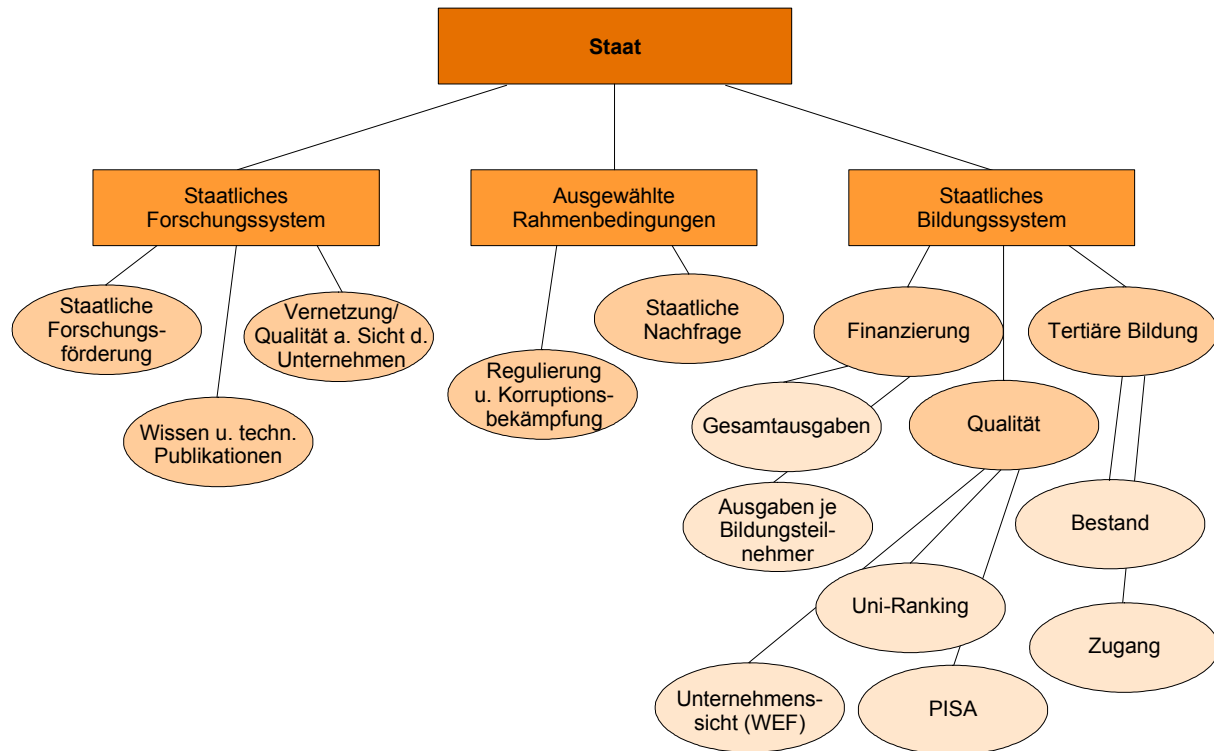 Staat
Staatliches
Forschungssystem
Ausgewählte
Rahmenbedingungen
Staatliches
Bildungssystem
Staatliche
Forschungs-
förderung
Vernetzung/
Qualität a. Sicht d.
Unternehmen
Wissen u. techn.
Publikationen
Staatliche
Nachfrage
Regulierung
u. Korruptions-
bekämpfung
Finanzierung
Tertiäre Bildung
Gesamtausgaben
Qualität
Ausgaben je
Bildungsteil-
nehmer
Bestand
Uni-Ranking
Zugang
Unternehmens-
sicht (WEF)
PISA